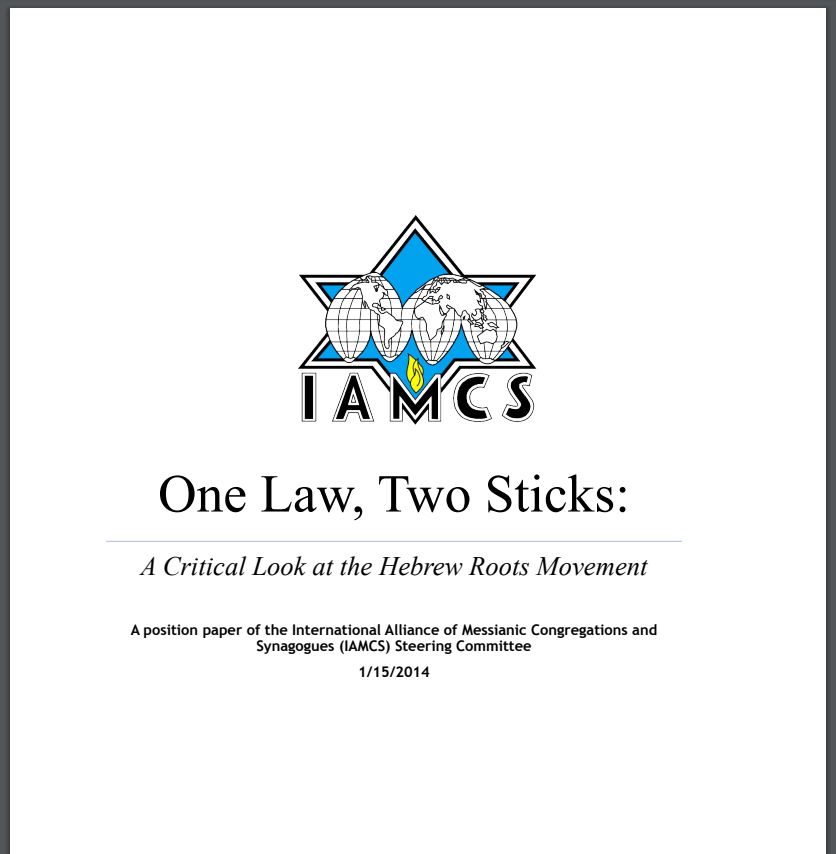 IAMCS
One Law, Two Sticks:
A Critical Look at the Hebrew Roots Movement
A position paper of the International Alliance of Messianic Congregations and
Synagogues (IAMCS) Steering Committee
1/15/2014